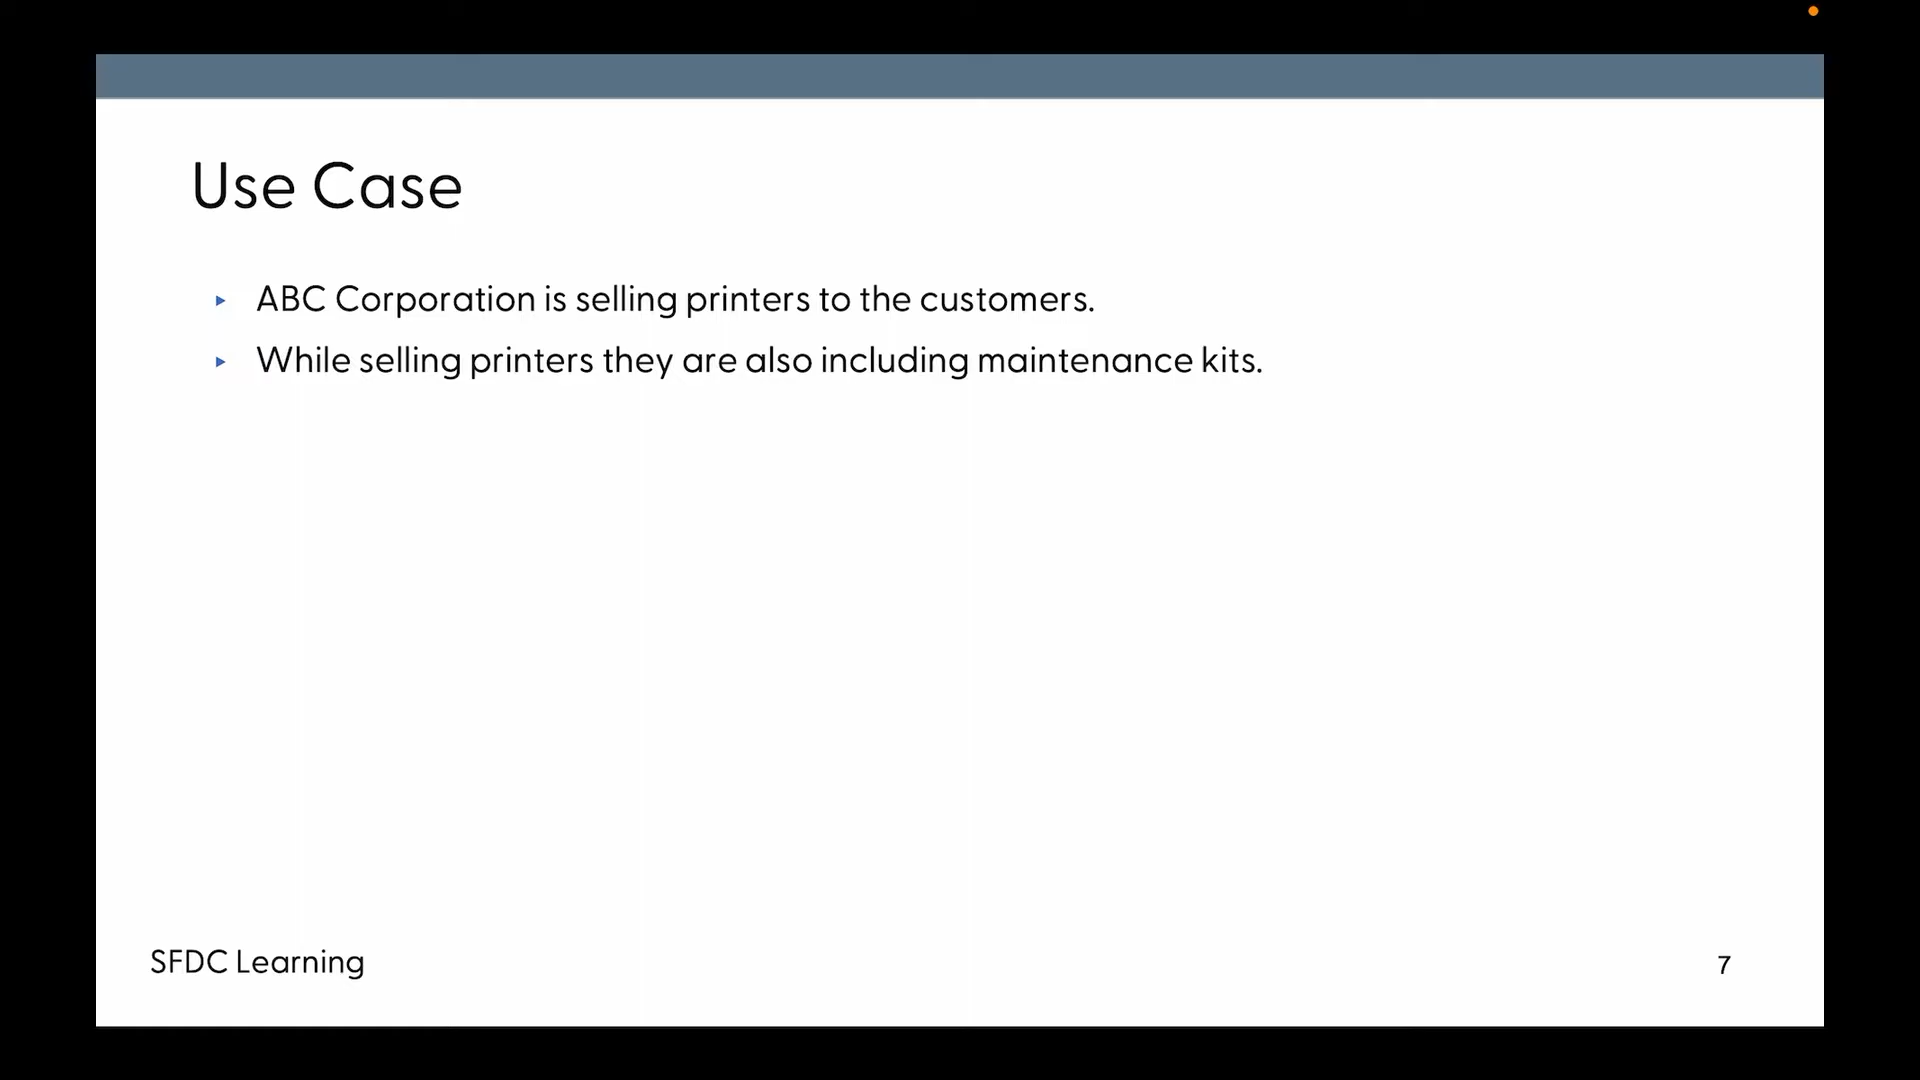 Use Case
ABC Corporation is selling printers to the customers.
While selling printers they are also including maintenance kits.
SFDC Learning
7